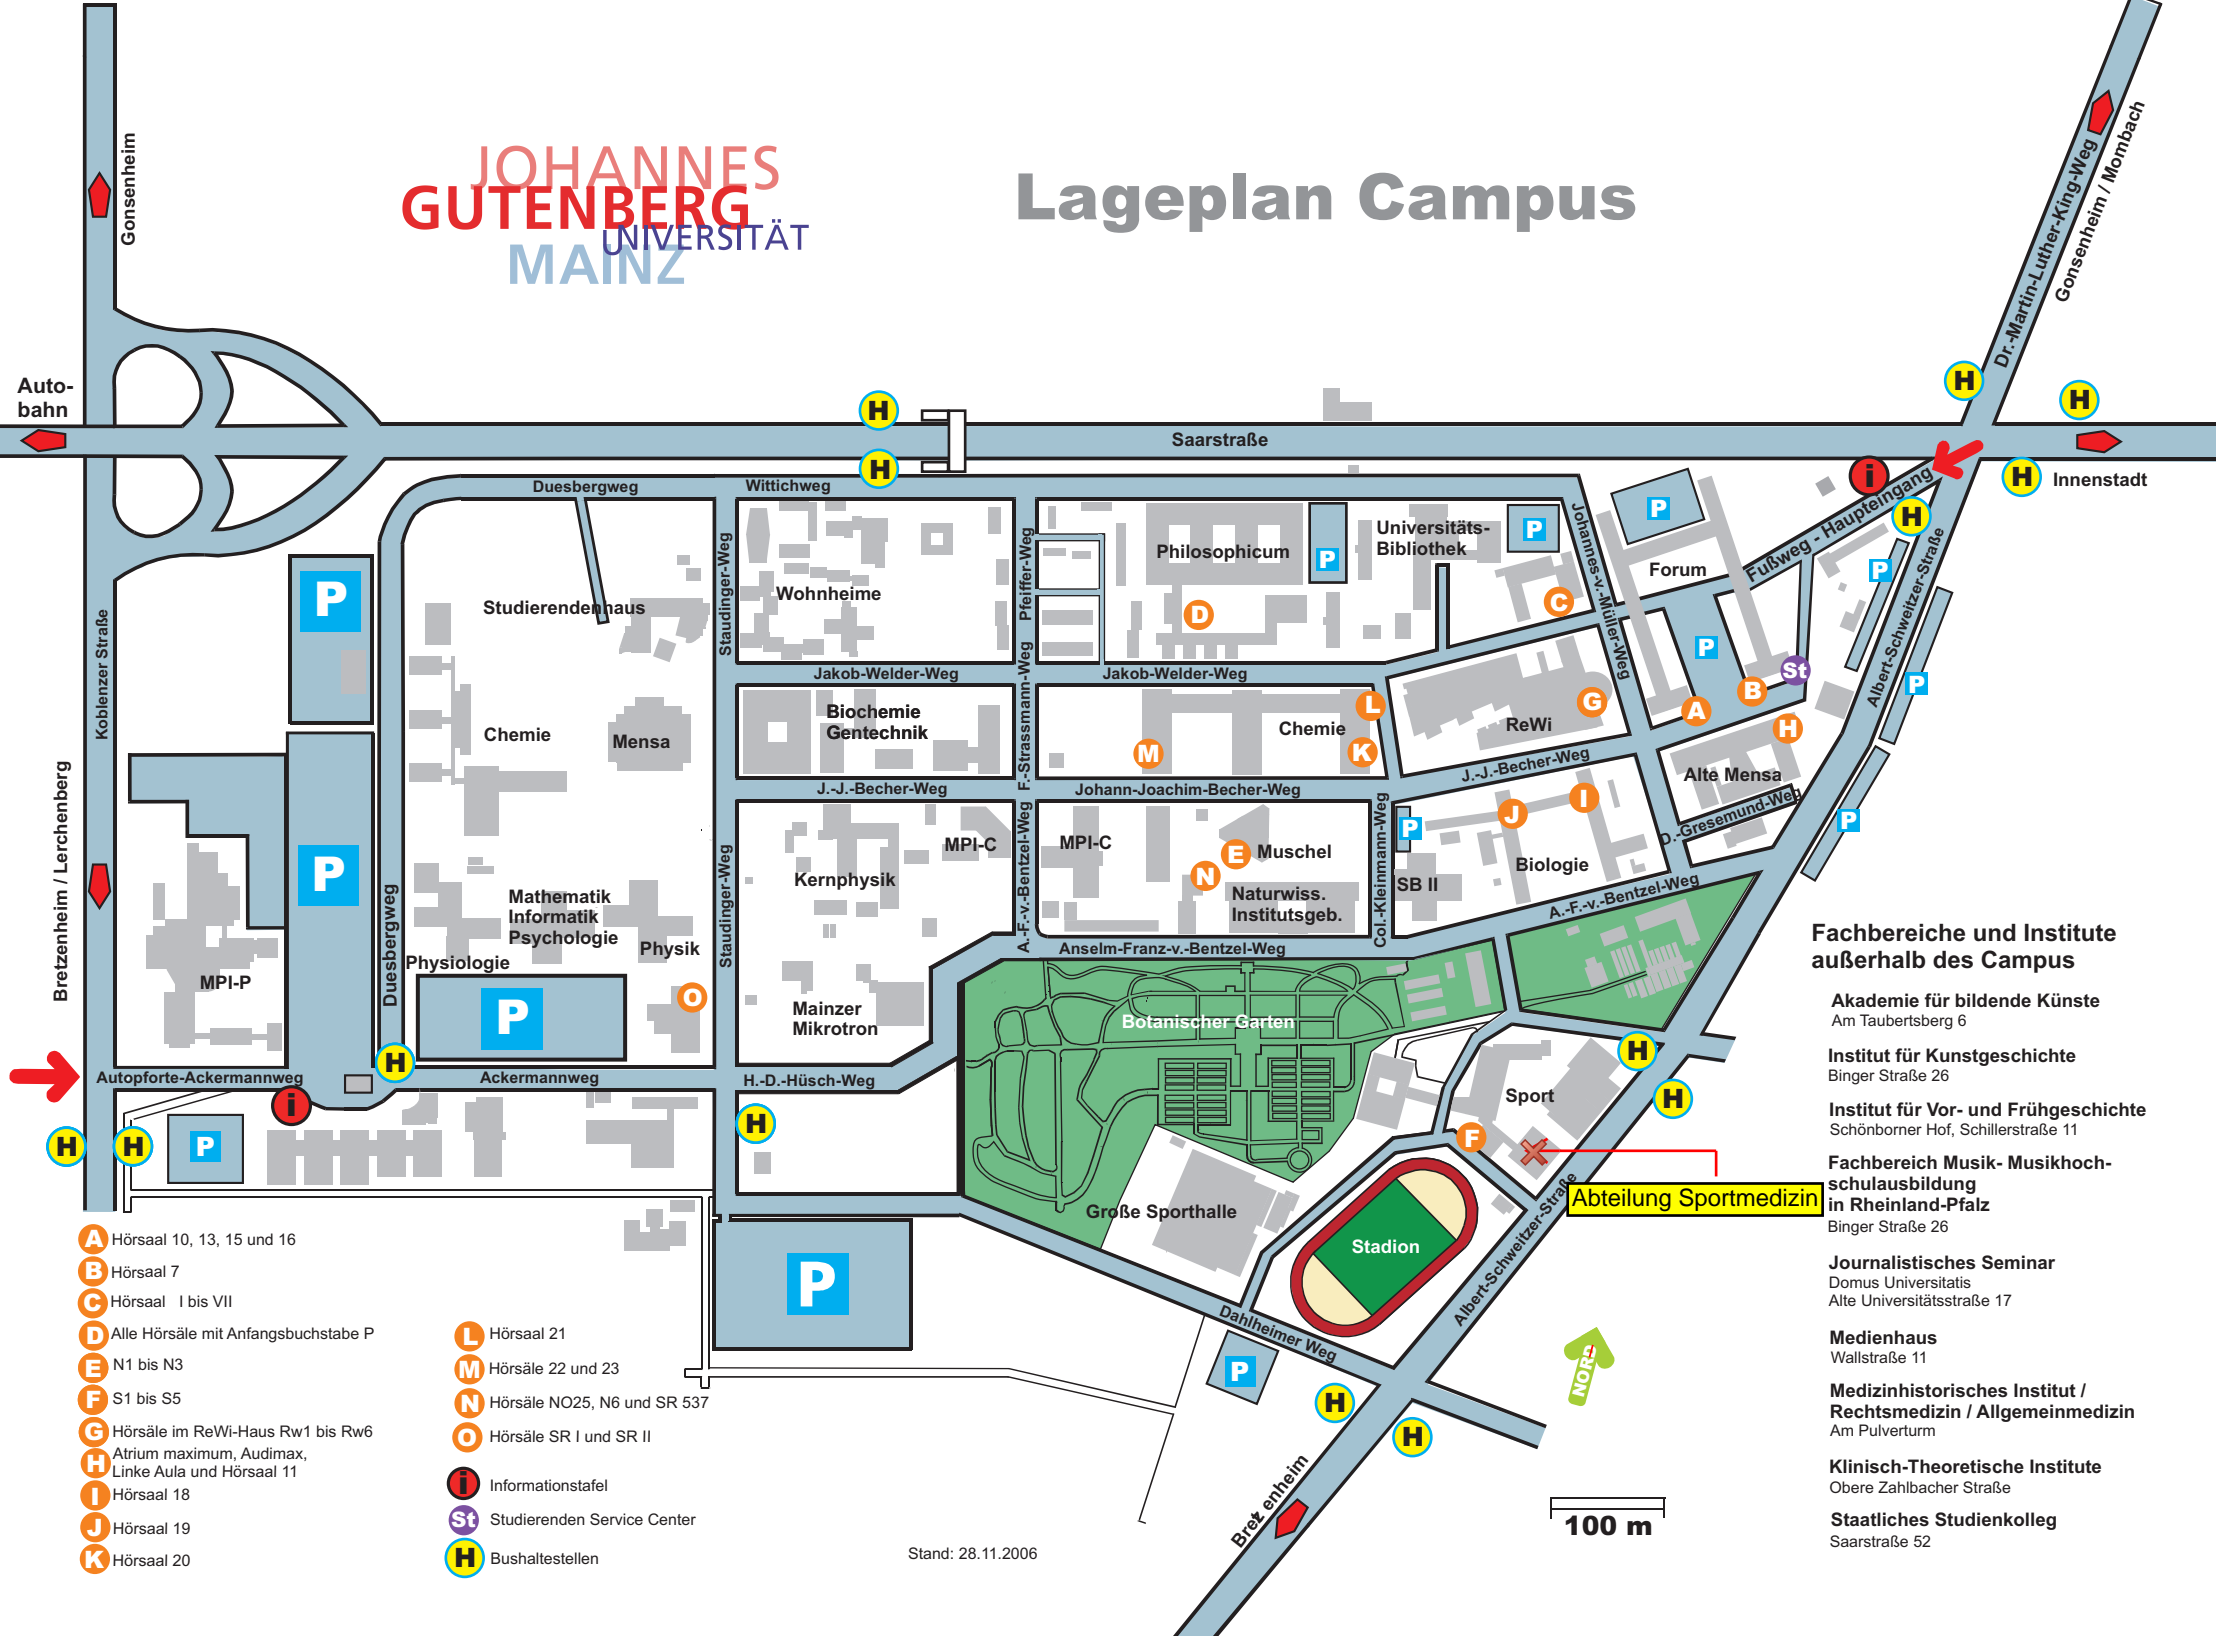 JOHANNES
GUTENBERG
UNIVERSITÄT
MAINZ
Lageplan Campus
Gonsenheim
Dr.-Martin-Luther-King-Weg
Gonsenheim / Mombach
Auto-
bahn
H
H
H
H
Saarstraße
H
i
H
Innenstadt
H
Duesbergweg
Wittichweg
Fußweg - Haupteingang
Koblenzer Straße
P
Studierendenhaus
Staudinger-Weg
Wohnheime
Pfeiffer-Weg
Philosophicum
P
Universitäts-
Bibliothek
P
Johannes-v.-Müller-Weg
P
Forum
P
Albert-Schweitzer-Straße
D
C
P
St
P
Jakob-Welder-Weg
Jakob-Welder-Weg
F.-Strassmann-Weg
Chemie
Mensa
Biochemie
Gentechnik
M
Chemie
L
K
ReWi
G
A
B
H
Alte Mensa
J.-J.-Becher-Weg
Johann-Joachim-Becher-Weg
J.-J.-Becher-Weg
D.-Gresemund-Weg
P
Bretzenheim / Lerchenberg
P
Duesbergweg
Mathematik
Informatik
Psychologie
Physiologie
Physik
Staudinger-Weg
Kernphysik
MPI-C
A.-F.-v.-Bentzel-Weg
MPI-C
E
Muschel
N
Naturwiss.
Institutsgeb.
Col.-Kleinmann-Weg
P
SB II
J
I
Biologie
A.-F.-v.-Bentzel-Weg
Anselm-Franz-v.-Bentzel-Weg
MPI-P
P
O
Mainzer
Mikrotron
Botanischer Garten
H
Autopforte-Ackermannweg
Ackermannweg
H.-D.-Hüsch-Weg
i
H
H
P
H
Sport
H
H
F
Abteilung Sportmedizin
Große Sporthalle
Stadion
Albert-Schweitzer-Straße
Dahlheimer Weg
P
P
H
H
Bretzenheim
NORD
100 m
Fachbereiche und Institute
außerhalb des Campus
Akademie für bildende Künste
Am Taubertsberg 6
Institut für Kunstgeschichte
Binger Straße 26
Institut für Vor- und Frühgeschichte
Schönborner Hof, Schillerstraße 11
Fachbereich Musik- Musikhoch-
schulausbildung
in Rheinland-Pfalz
Binger Straße 26
Journalistisches Seminar
Domus Universitatis
Alte Universitätsstraße 17
Medienhaus
Wallstraße 11
Medizinhistorisches Institut /
Rechtsmedizin / Allgemeinmedizin
Am Pulverturm
Klinisch-Theoretische Institute
Obere Zahlbacher Straße
Staatliches Studienkolleg
Saarstraße 52
A Hörsaal 10, 13, 15 und 16
B Hörsaal 7
C Hörsaal I bis VII
D Alle Hörsäle mit Anfangsbuchstabe P
E N1 bis N3
F S1 bis S5
G Hörsäle im ReWi-Haus Rw1 bis Rw6
H Atrium maximum, Audimax,
Linke Aula und Hörsaal 11
I Hörsaal 18
J Hörsaal 19
K Hörsaal 20
L Hörsaal 21
M Hörsäle 22 und 23
N Hörsäle NO25, N6 und SR 537
O Hörsäle SR I und SR II
i Informationstafel
St Studierenden Service Center
H Bushaltestellen
Stand: 28.11.2006